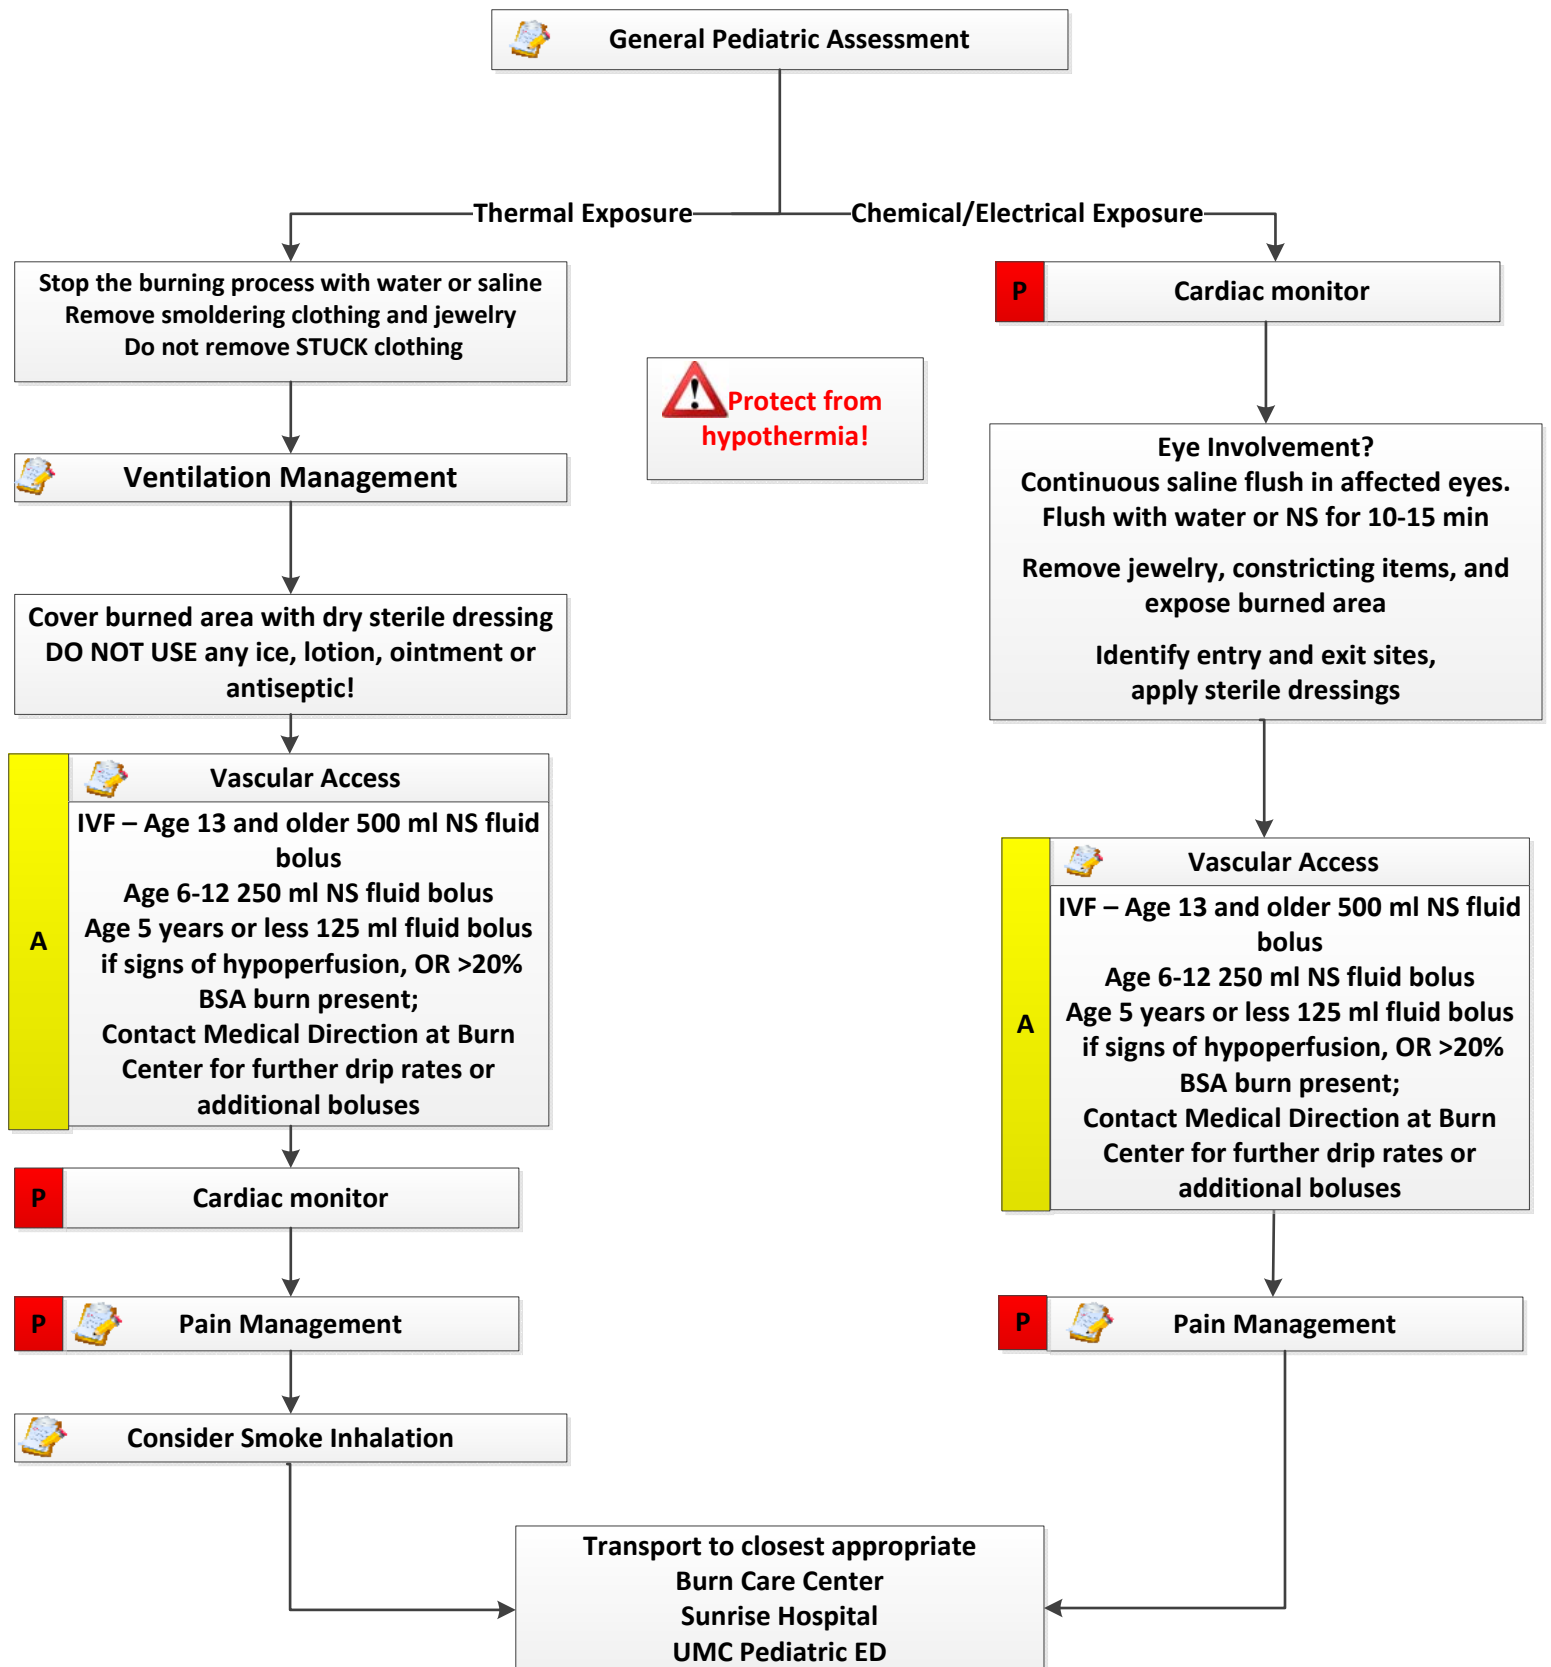 General Pediatric Assessment
Thermal Exposure
Chemical/Electrical Exposure
Stop the burning process with water or saline
Remove smoldering clothing and jewelry
Do not remove STUCK clothing
Ventilation Management
Cover burned area with dry sterile dressing
DO NOT USE any ice, lotion, ointment or
antiseptic!
A
Vascular Access
IVF – Age 13 and older 500 ml NS fluid
bolus
Age 6-12 250 ml NS fluid bolus
Age 5 years or less 125 ml fluid bolus
if signs of hypoperfusion, OR >20%
BSA burn present;
Contact Medical Direction at Burn
Center for further drip rates or
additional boluses
P
Cardiac monitor
P
Pain Management
Consider Smoke Inhalation
Protect from
hypothermia!
P
Cardiac monitor
Eye Involvement?
Continuous saline flush in affected eyes.
Flush with water or NS for 10-15 min
Remove jewelry, constricting items, and
expose burned area
Identify entry and exit sites,
apply sterile dressings
A
Vascular Access
IVF – Age 13 and older 500 ml NS fluid
bolus
Age 6-12 250 ml NS fluid bolus
Age 5 years or less 125 ml fluid bolus
if signs of hypoperfusion, OR >20%
BSA burn present;
Contact Medical Direction at Burn
Center for further drip rates or
additional boluses
P
Pain Management
Transport to closest appropriate
Burn Care Center
Sunrise Hospital
UMC Pediatric ED